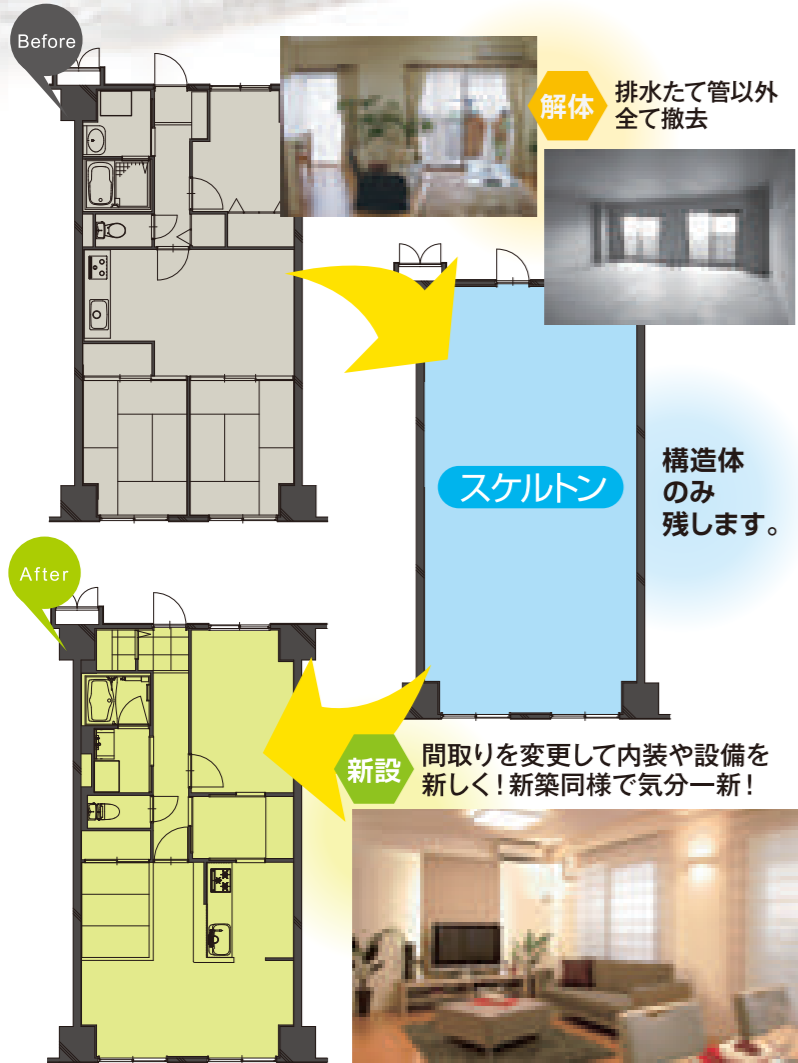 Before
解体
排水たて管以外
全て撤去
スケルトン
構造体
のみ
残します。
After
新設
間取りを変更して内装や設備を
新しく!新築同様で気分一新!